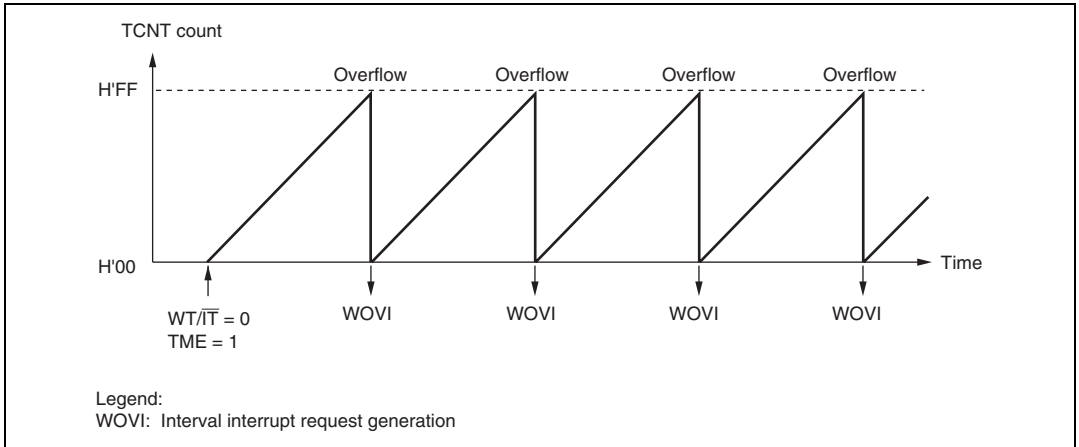 TCNT count
Overflow Overflow Overflow Overflow
H'FF
H'00
Time
WT/I̅T̅ = 0
TME = 1
WOVI WOVI WOVI WOVI
Legend:
WOVI: Interval interrupt request generation